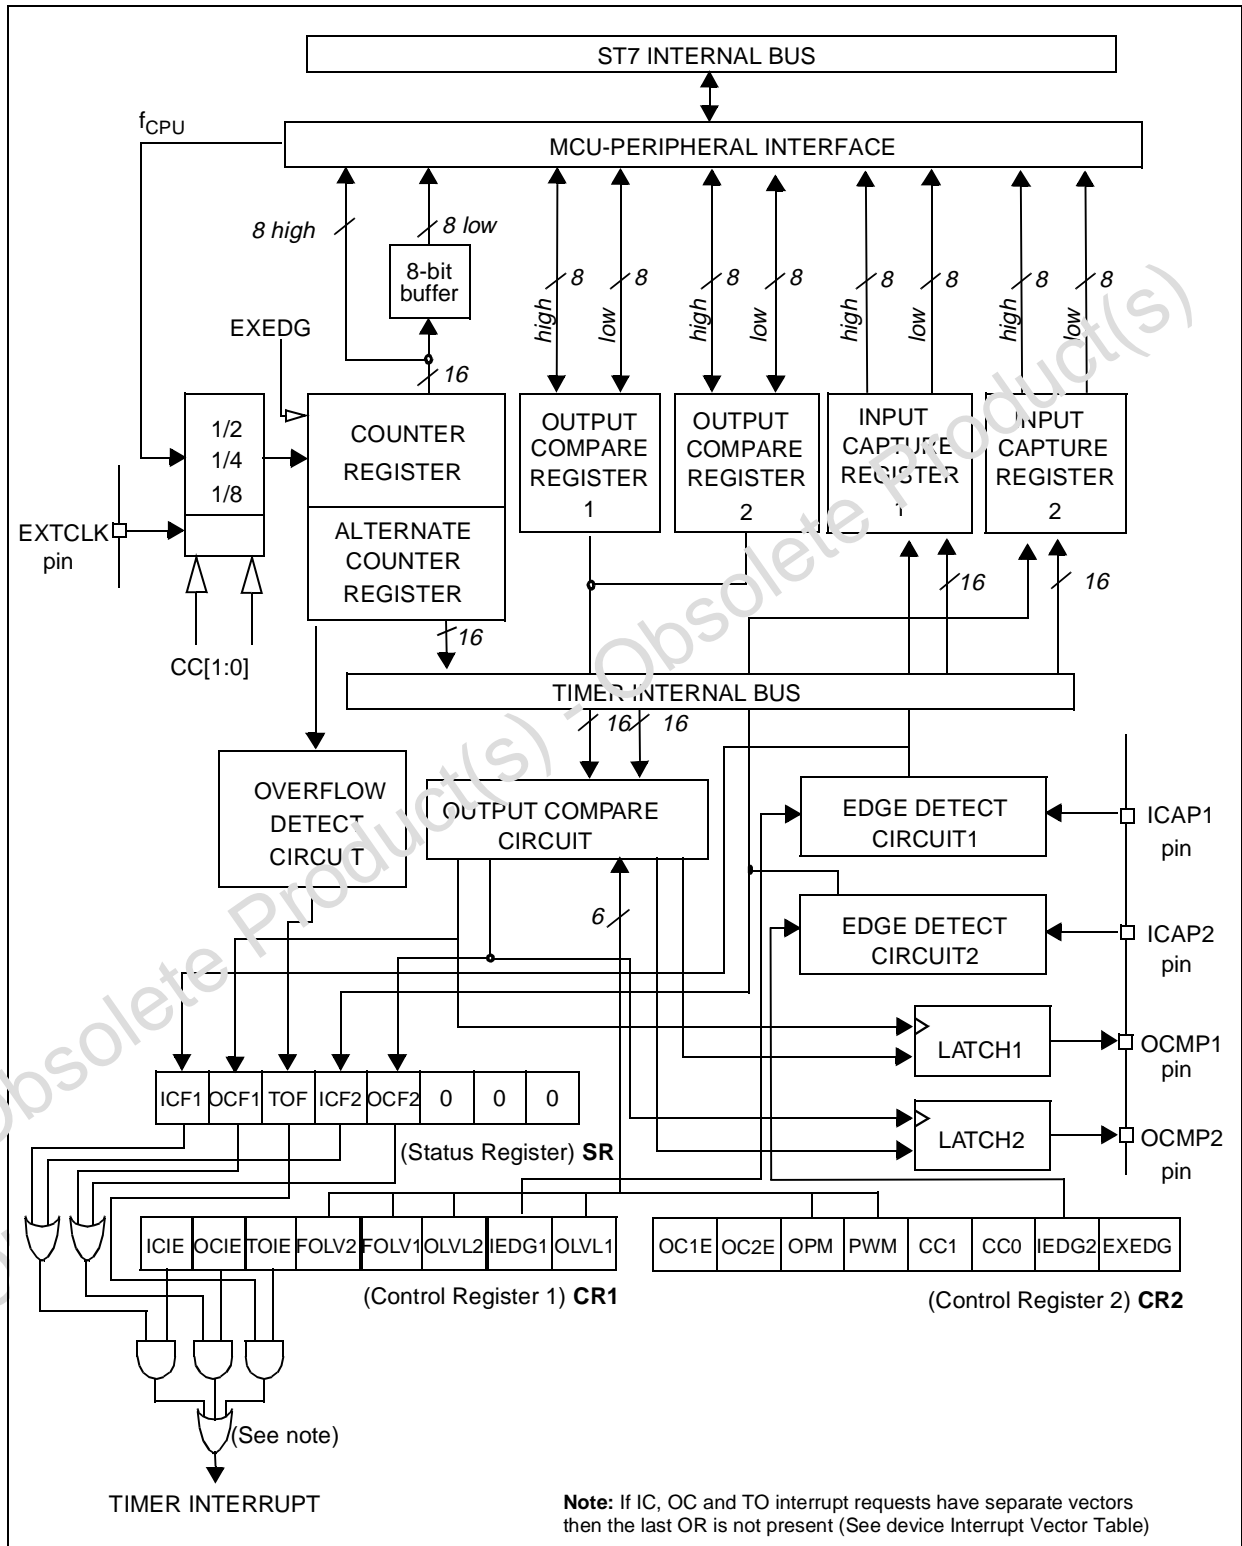 ST7 INTERNAL BUS
fCPU
MCU-PERIPHERAL INTERFACE
8 high
8 low
8-bit
buffer
high
8
low
8
high
8
low
8
high
8
low
8
high
8
low
8
EXEDG
16
1/2
1/4
1/8
COUNTER
REGISTER
OUTPUT
COMPARE
REGISTER
1
OUTPUT
COMPARE
REGISTER
2
INPUT
CAPTURE
REGISTER
1
INPUT
CAPTURE
REGISTER
2
EXTCLK
pin
ALTERNATE
COUNTER
REGISTER
16
16
16
CC[1:0]
TIMER INTERNAL BUS
16
16
OVERFLOW
DETECT
CIRCUIT
OUTPUT COMPARE
CIRCUIT
EDGE DETECT
CIRCUIT1
ICAP1
pin
6
EDGE DETECT
CIRCUIT2
ICAP2
pin
LATCH1
OCMP1
pin
ICF1 OCF1 TOF ICF2 OCF2 0 0 0
(Status Register) SR
LATCH2
OCMP2
pin
ICIE OCIE TOIE FOLV2 FOLV1 OLVL2 IEDG1 OLVL1
(Control Register 1) CR1
OC1E OC2E OPM PWM CC1 CC0 IEDG2 EXEDG
(Control Register 2) CR2
(See note)
TIMER INTERRUPT
Note: If IC, OC and TO interrupt requests have separate vectors
then the last OR is not present (See device Interrupt Vector Table)
Obsolete Product(s) - Obsolete Product(s)